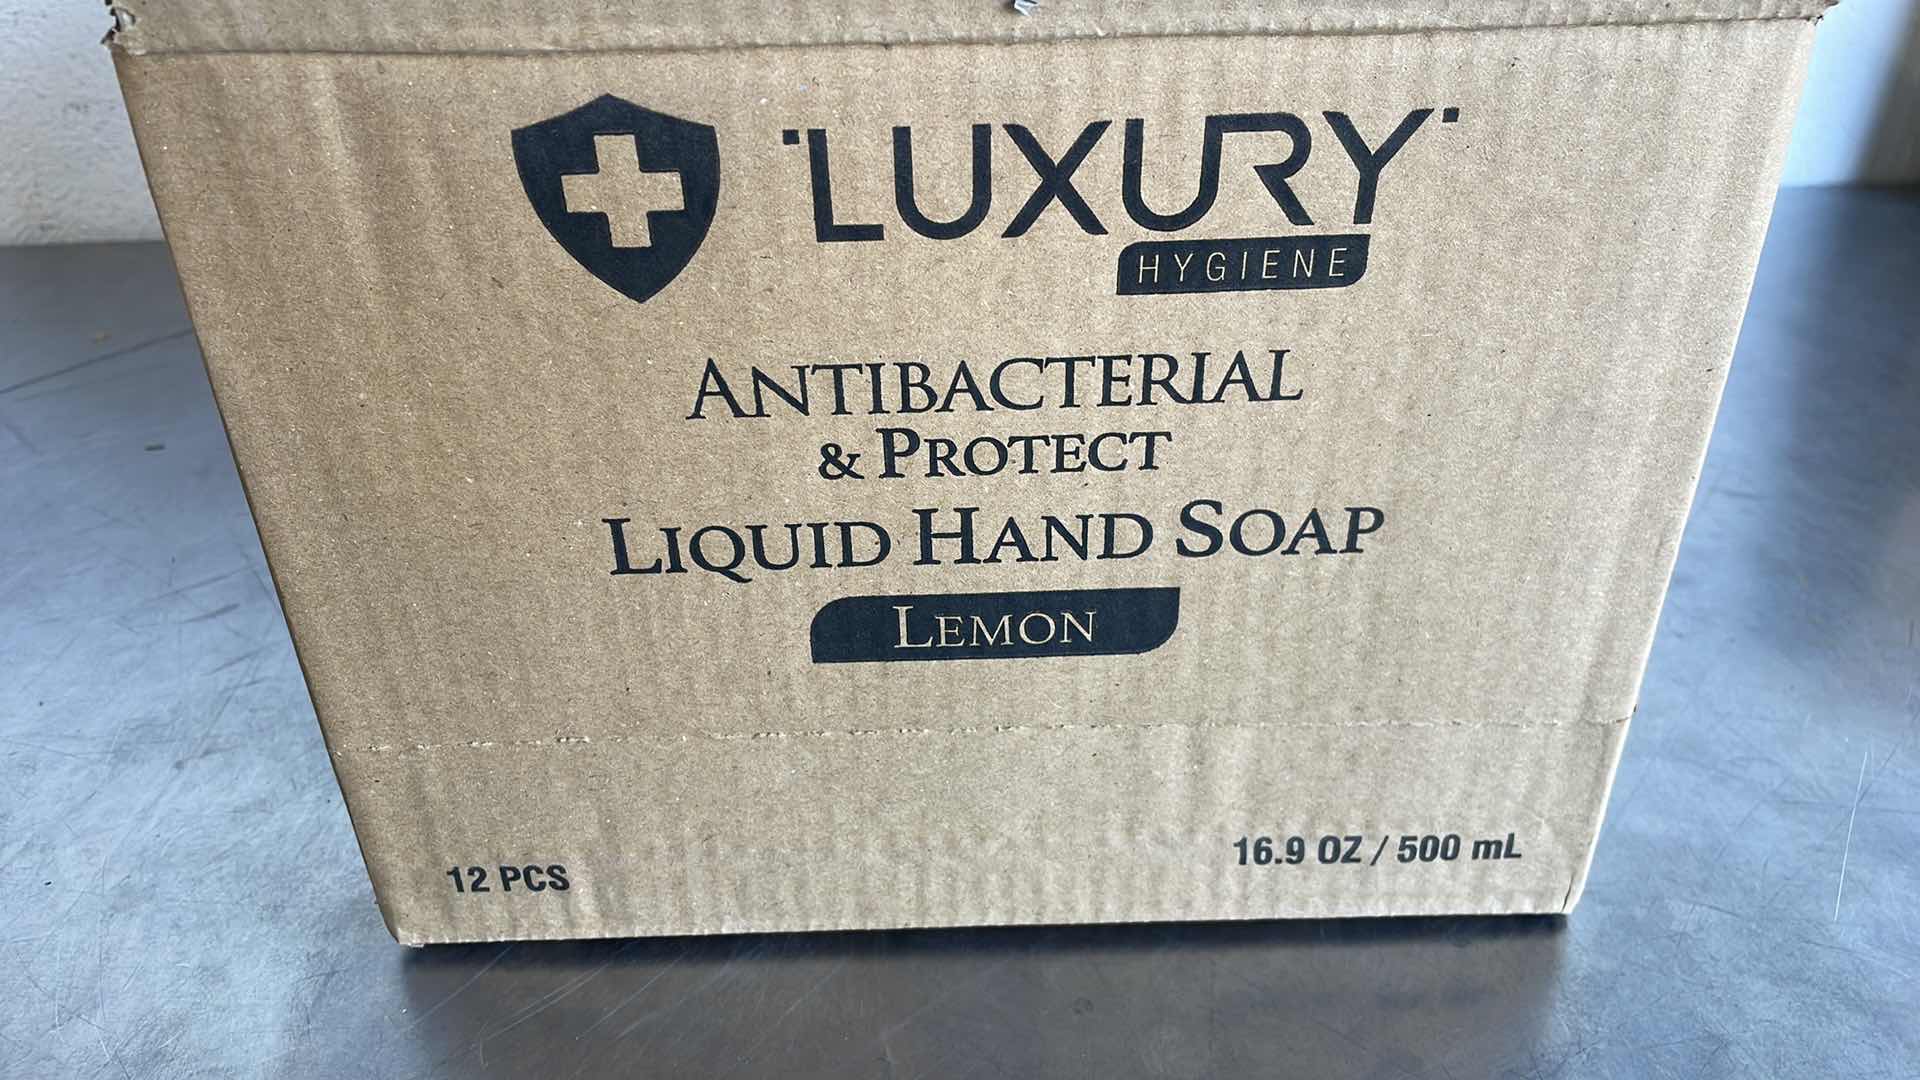 LUXURY
HYGIENE
ANTIBACTERIAL
& PROTECT
LIQUID HAND SOAP
LEMON
12 PCS
16.9 OZ / 500 mL